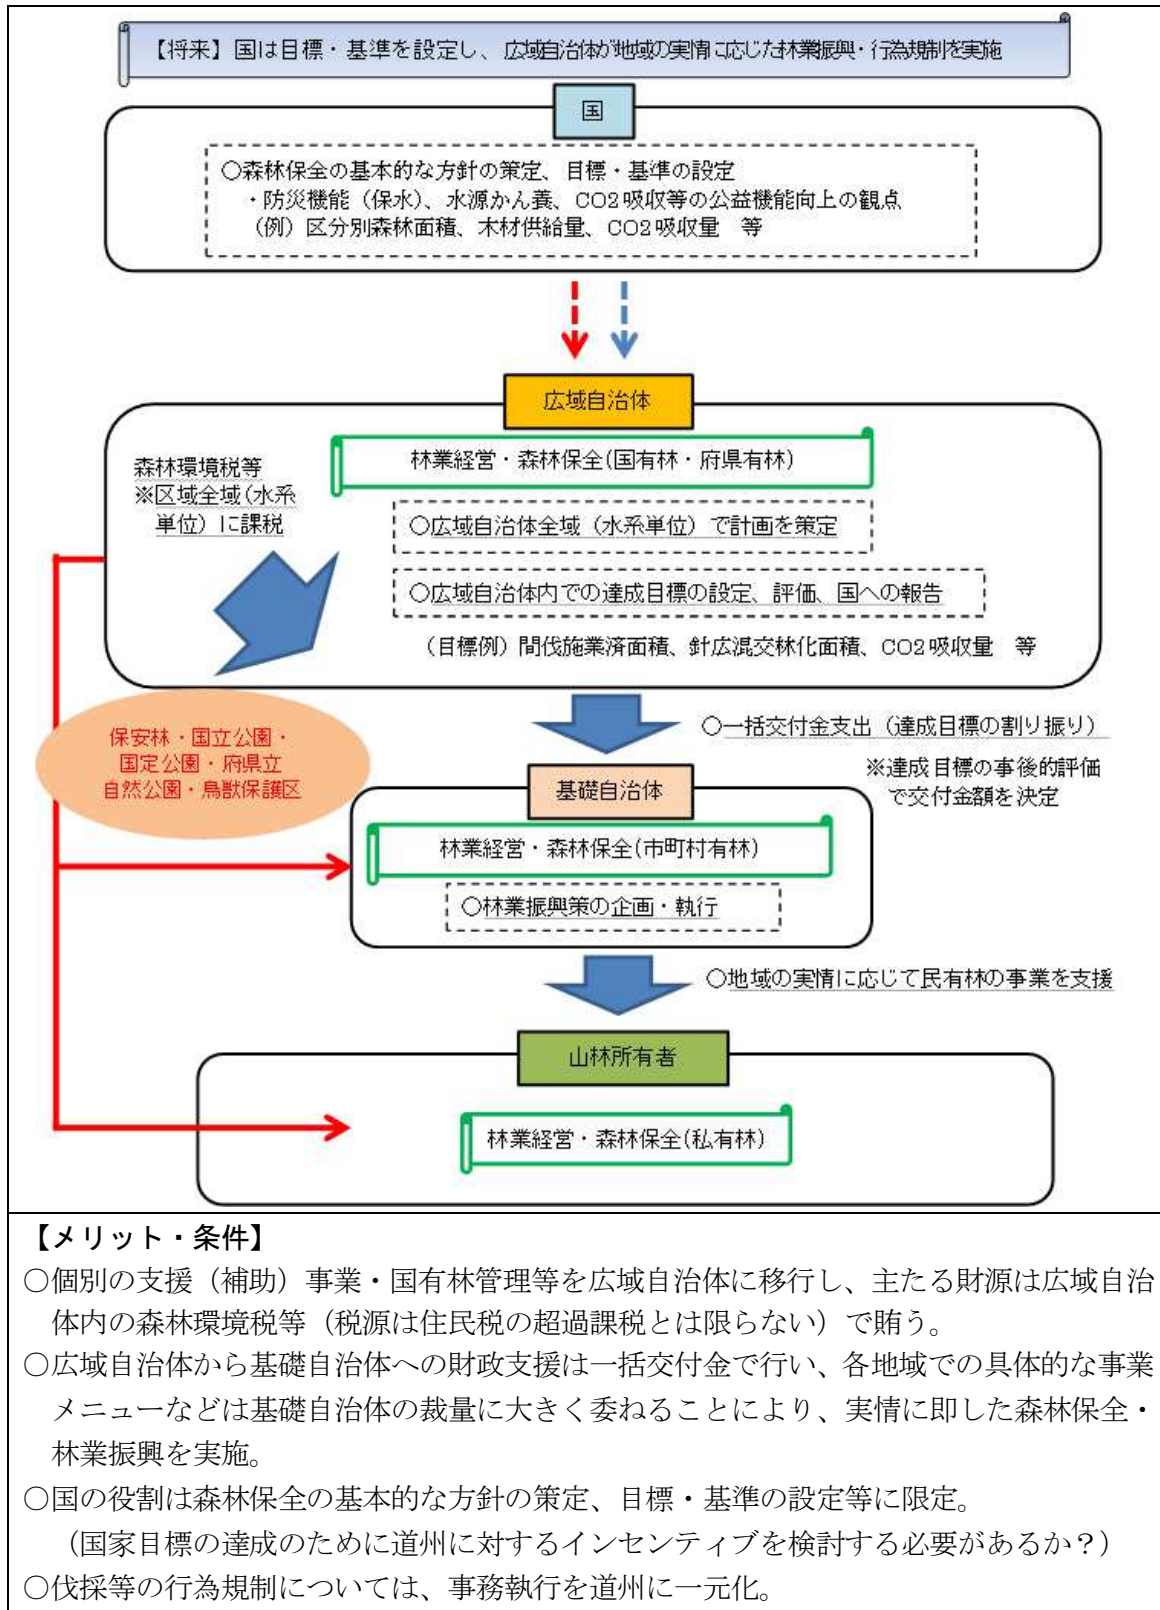 【将来】国は目標・基準を設定し、広域自治体が地域の実情に応じた林業振興・行為規制を実施
国
○森林保全の基本的な方針の策定、目標・基準の設定
・防災機能（保水）、水源かん養、CO2吸収等の公益機能向上の観点
（例）区分別森林面積、木材供給量、CO2吸収量　等
広域自治体
林業経営・森林保全(国有林・府県有林)
森林環境税等
※区域全域（水系
単位）に課税
○広域自治体全域（水系単位）で計画を策定
○広域自治体内での達成目標の設定、評価、国への報告
（目標例）間伐施業済面積、針広混交林化面積、CO2吸収量　等
保安林・国立公園・
国定公園・府県立
自然公園・鳥獣保護区
○一括交付金支出（達成目標の割り振り）
※達成目標の事後的評価
で交付金額を決定
基礎自治体
林業経営・森林保全(市町村有林)
○林業振興策の企画・執行
○地域の実情に応じて民有林の事業を支援
山林所有者
林業経営・森林保全(私有林)
【メリット・条件】
○個別の支援（補助）事業・国有林管理等を広域自治体に移行し、主たる財源は広域自治
体内の森林環境税等（税源は住民税の超過課税とは限らない）で賄う。
○広域自治体から基礎自治体への財政支援は一括交付金で行い、各地域での具体的な事業
メニューなどは基礎自治体の裁量に大きく委ねることにより、実情に即した森林保全・
林業振興を実施。
○国の役割は森林保全の基本的な方針の策定、目標・基準の設定等に限定。
（国家目標の達成のために道州に対するインセンティブを検討する必要があるか？）
○伐採等の行為規制については、事務執行を道州に一元化。